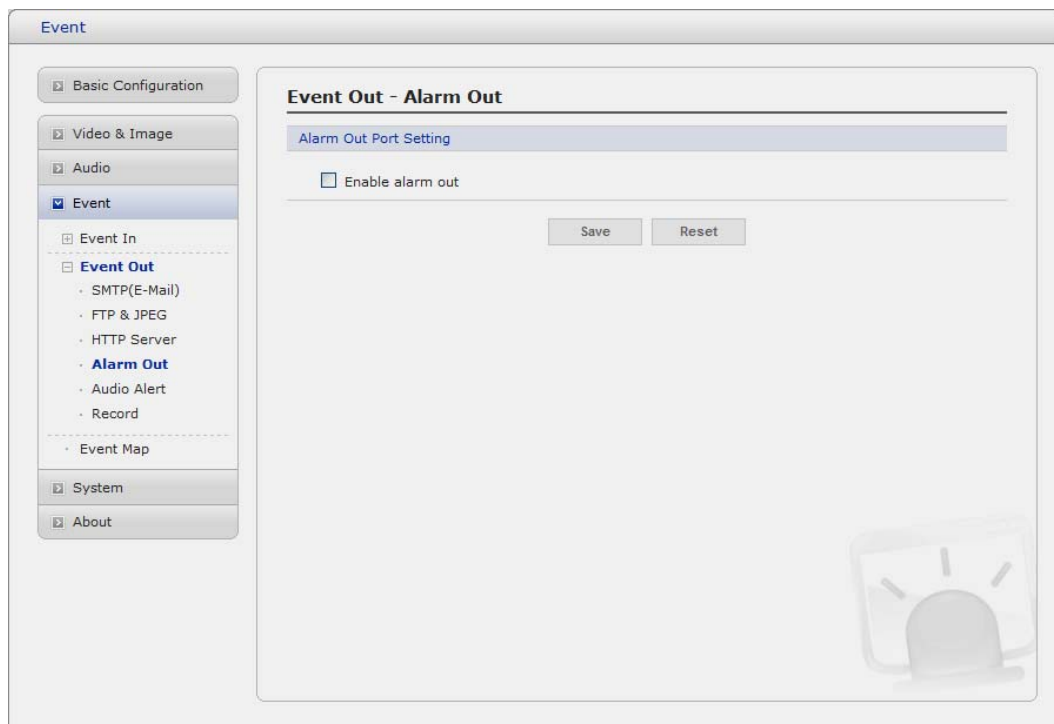 Event
Basic Configuration
Video & Image
Audio
Event
Event In
Event Out
SMTP(E-Mail)
FTP & JPEG
HTTP Server
Alarm Out
Audio Alert
Record
Event Map
System
About
Event Out - Alarm Out
Alarm Out Port Setting
Enable alarm out
Save Reset